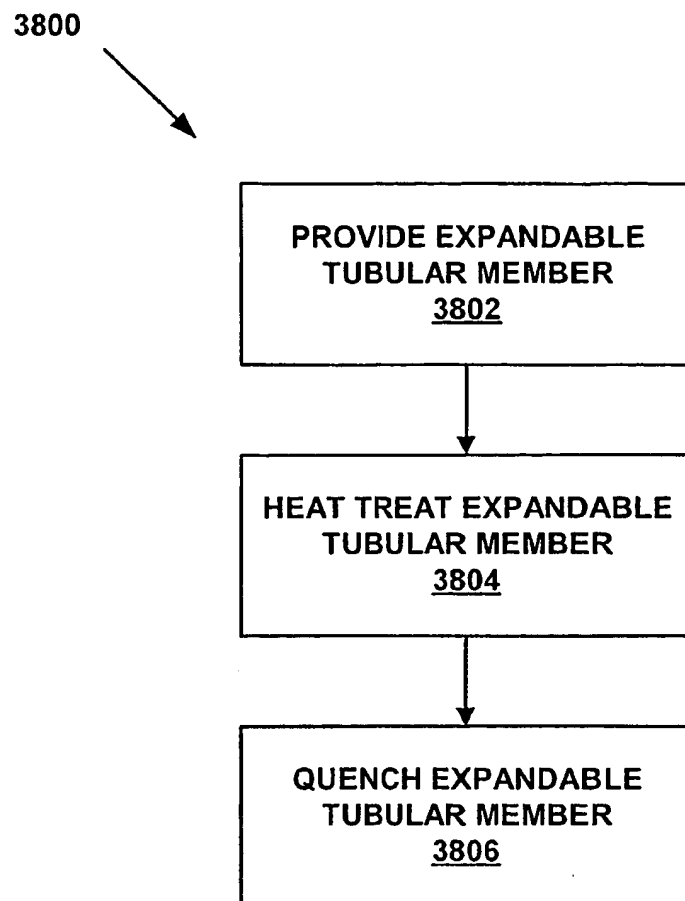 3800
PROVIDE EXPANDABLE
TUBULAR MEMBER
3802
HEAT TREAT EXPANDABLE
TUBULAR MEMBER
3804
QUENCH EXPANDABLE
TUBULAR MEMBER
3806